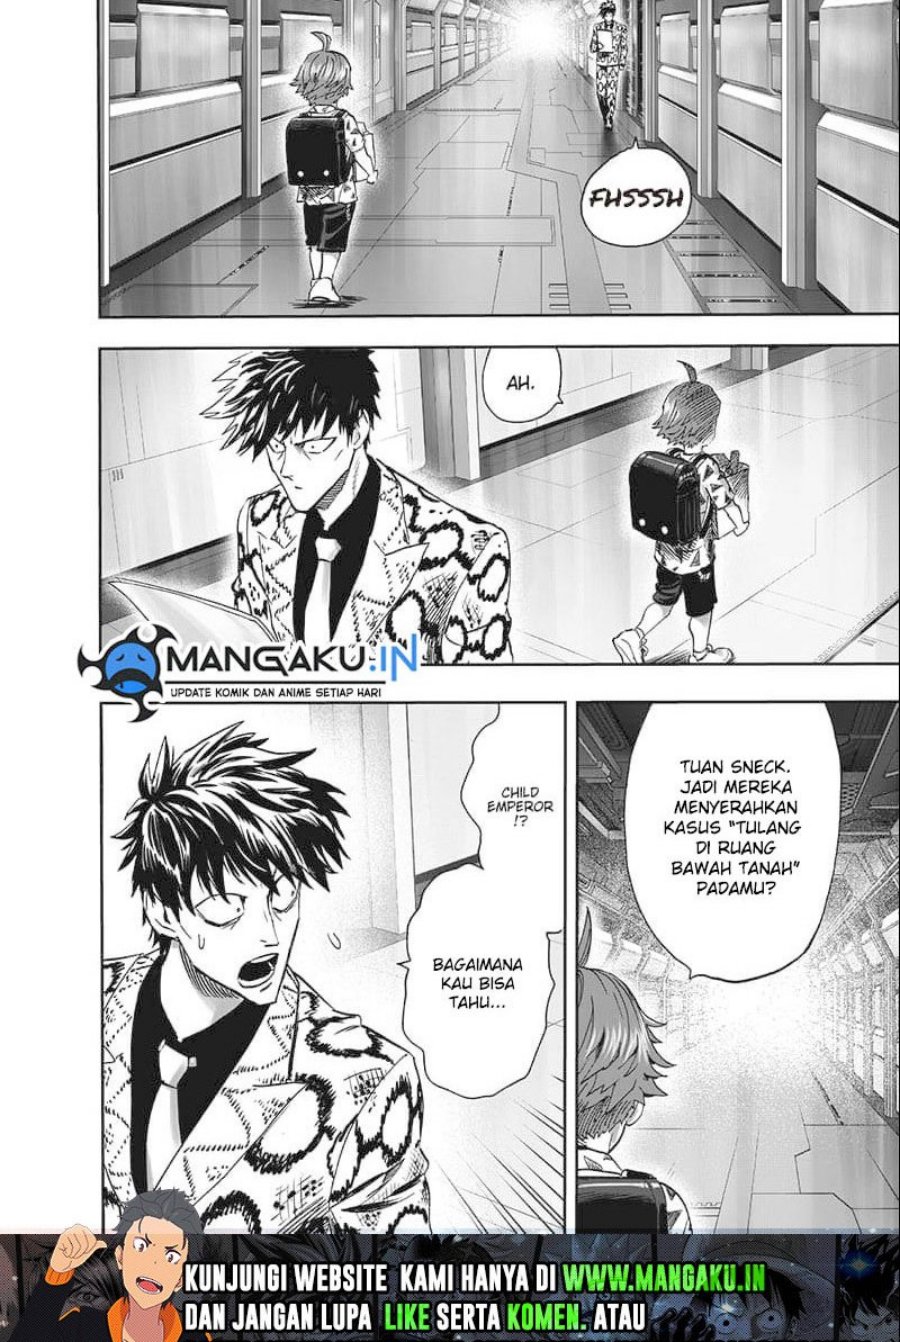 FHSSSH
AH.
MANGAKU.IN
UPDATE KOMIK DAN ANIME SETIAP HARI
TUAN SNECK.
JADI MEREKA
MENYERAHKAN
KASUS “TULANG
DI RUANG
BAWAH TANAH”
PADAMU?
CHILD
EMPEROR
!?
BAGAIMANA
KAU BISA
TAHU...
KUNJUNGI WEBSITE KAMI HANYA DI WWW.MANGAKU.IN
DAN JANGAN LUPA LIKE SERTA KOMEN. ATAU